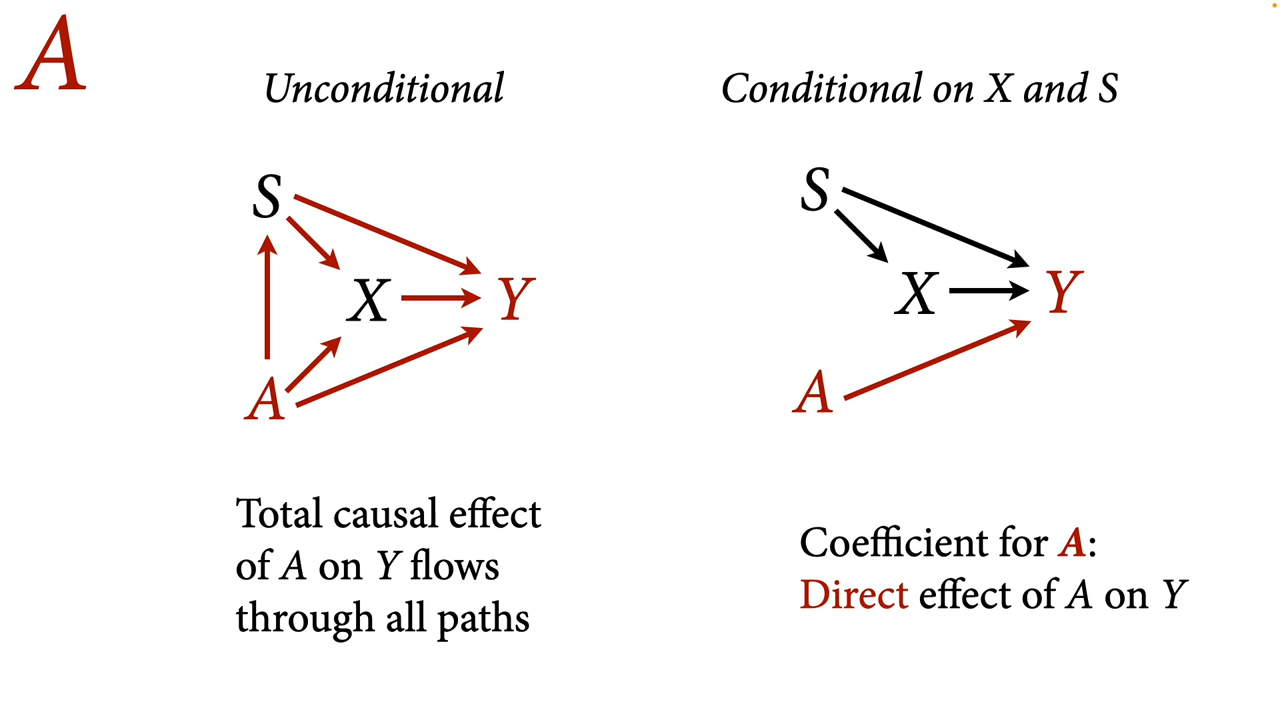 A
Unconditional
Conditional on X and S
S
X
Y
A
S
X
Y
A
Total causal effect
of A on Y flows
through all paths
Coefficient for A:
Direct effect of A on Y